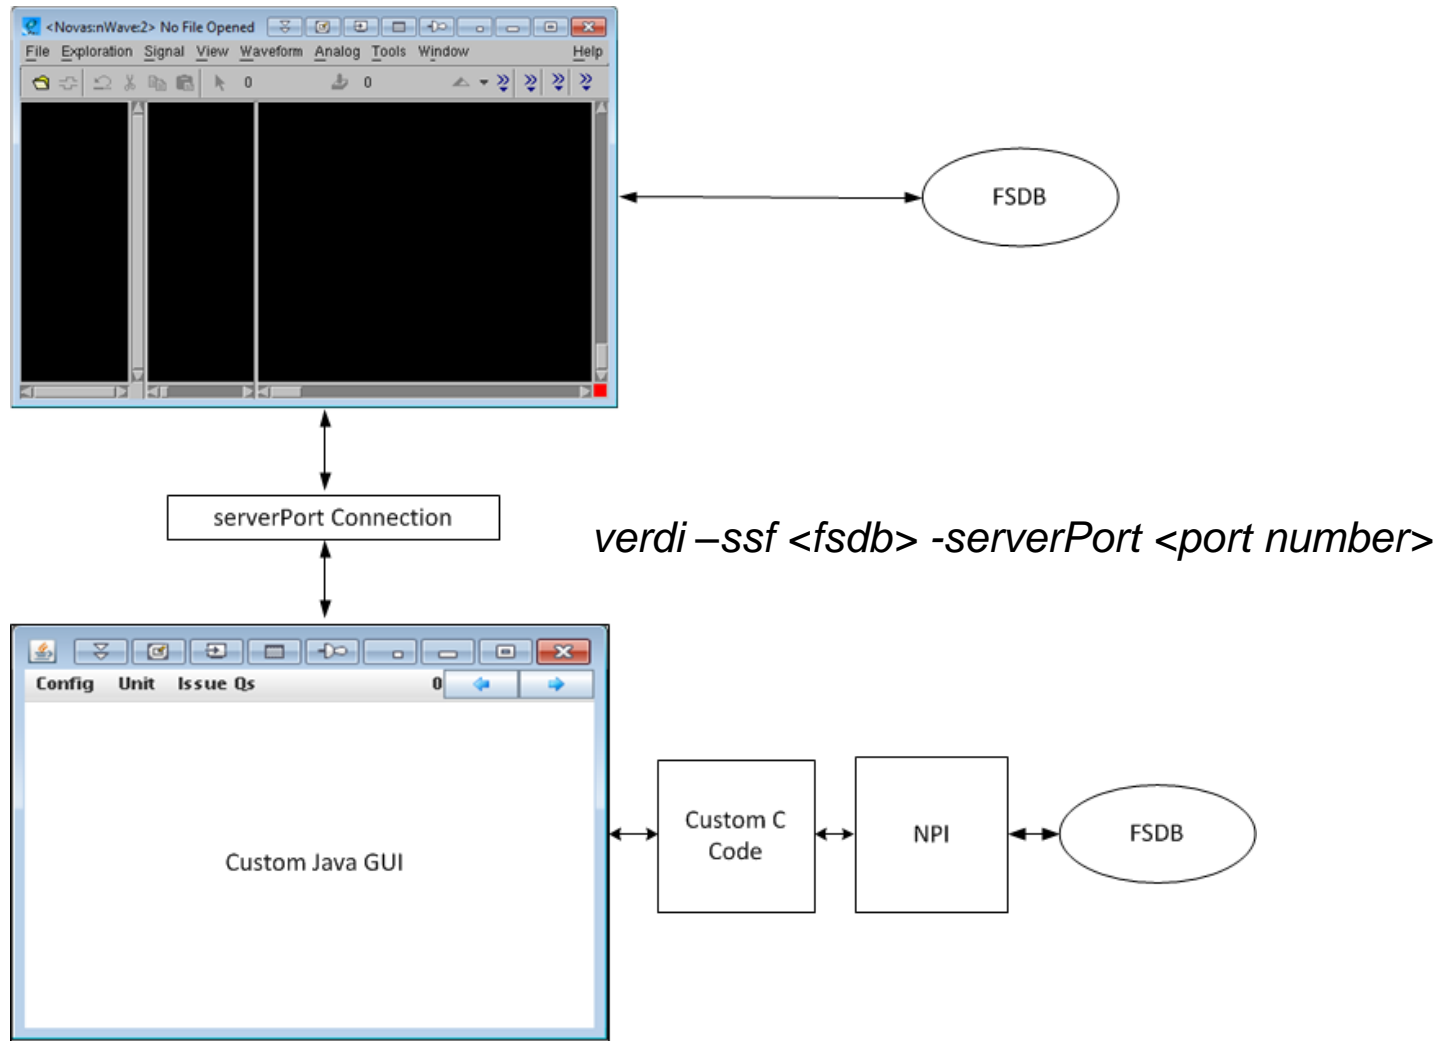 <Novas:nWave:2> No File Opened
File Exploration Signal View Waveform Analog Tools Window Help
0 0
FSDB
serverPort Connection
verdi –ssf <fsdb> -serverPort <port number>
Config Unit Issue Qs 0
Custom Java GUI
Custom C
Code
NPI
FSDB